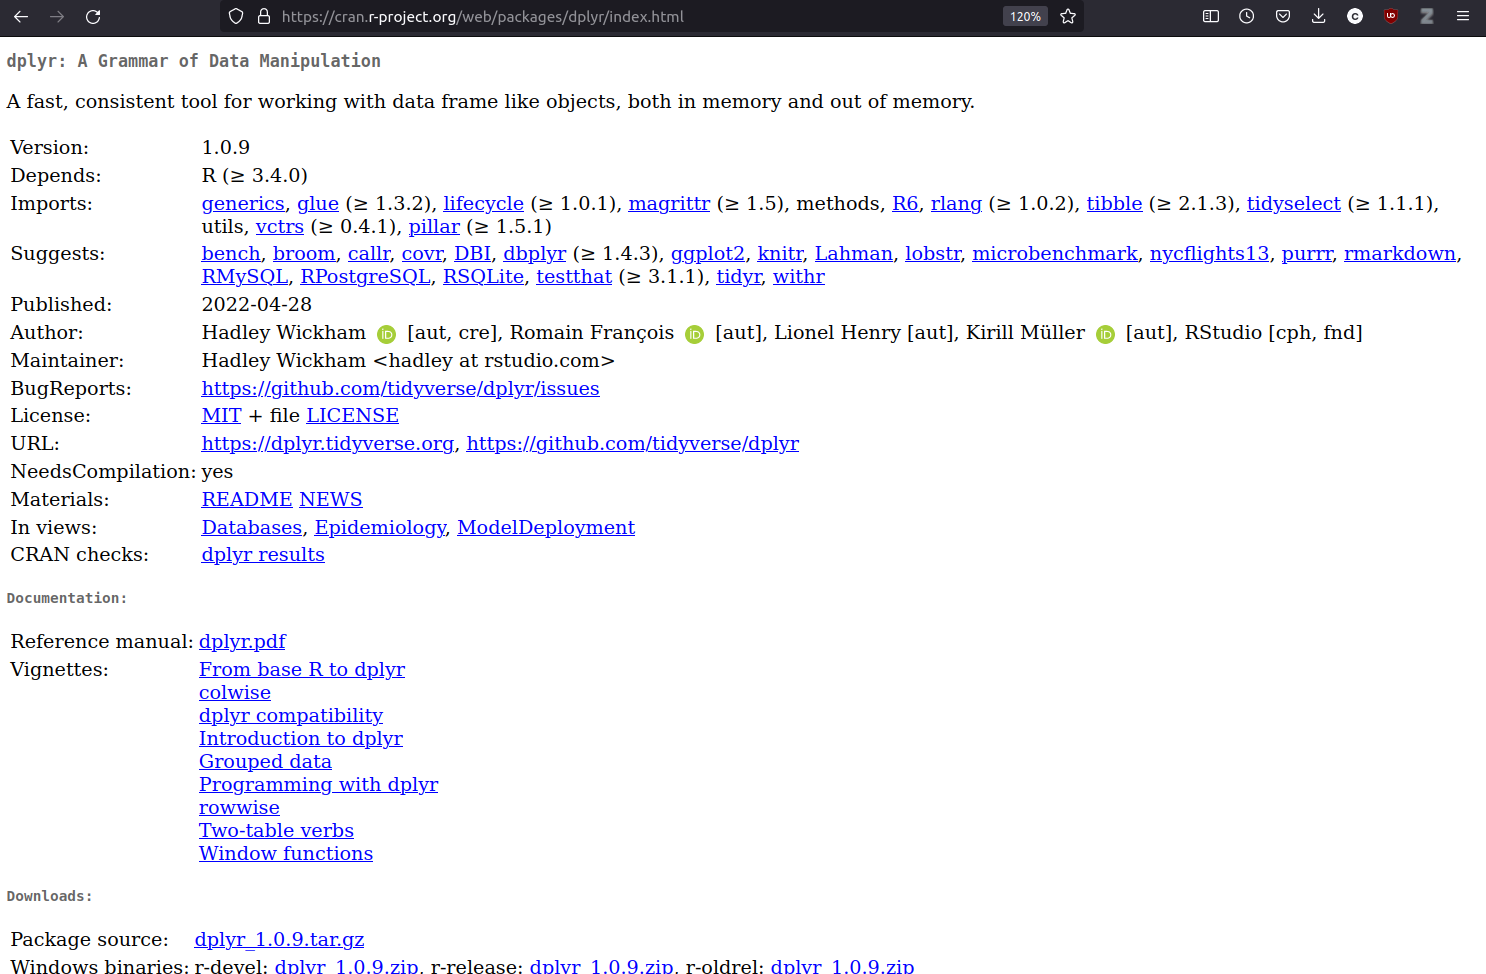 https://cran.r-project.org/web/packages/dplyr/index.html 120%
dplyr: A Grammar of Data Manipulation
A fast, consistent tool for working with data frame like objects, both in memory and out of memory.
Version: 1.0.9
Depends: R (≥ 3.4.0)
Imports: generics, glue (≥ 1.3.2), lifecycle (≥ 1.0.1), magrittr (≥ 1.5), methods, R6, rlang (≥ 1.0.2), tibble (≥ 2.1.3), tidyselect (≥ 1.1.1),
utils, vctrs (≥ 0.4.1), pillar (≥ 1.5.1)
Suggests: bench, broom, callr, covr, DBI, dbplyr (≥ 1.4.3), ggplot2, knitr, Lahman, lobstr, microbenchmark, nycflights13, purrr, rmarkdown,
RMySQL, RPostgreSQL, RSQLite, testthat (≥ 3.1.1), tidyr, withr
Published: 2022-04-28
Author: Hadley Wickham iD [aut, cre], Romain François iD [aut], Lionel Henry [aut], Kirill Müller iD [aut], RStudio [cph, fnd]
Maintainer: Hadley Wickham <hadley at rstudio.com>
BugReports: https://github.com/tidyverse/dplyr/issues
License: MIT + file LICENSE
URL: https://dplyr.tidyverse.org, https://github.com/tidyverse/dplyr
NeedsCompilation: yes
Materials: README NEWS
In views: Databases, Epidemiology, ModelDeployment
CRAN checks: dplyr results
Documentation:
Reference manual: dplyr.pdf
Vignettes: From base R to dplyr
colwise
dplyr compatibility
Introduction to dplyr
Grouped data
Programming with dplyr
rowwise
Two-table verbs
Window functions
Downloads:
Package source: dplyr_1.0.9.tar.gz
Windows binaries: r-devel: dplyr_1.0.9.zip, r-release: dplyr_1.0.9.zip, r-oldrel: dplyr_1.0.9.zip